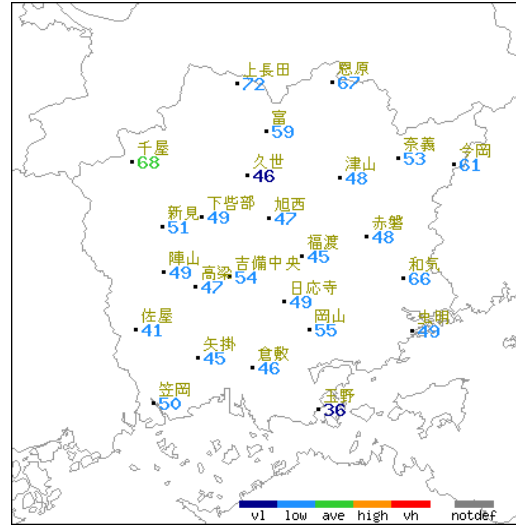 上長田
72
恩原
67
富
59
千屋
68
久世
46
津山
48
奈義
53
今岡
61
新見
51
下呰部
49
旭西
47
赤磐
48
福渡
45
陣山
49
高梁
47
吉備中央
54
和気
66
日応寺
49
佐屋
41
岡山
55
虫明
49
矢掛
45
倉敷
46
笠岡
50
玉野
36
vl low ave high vh notdef